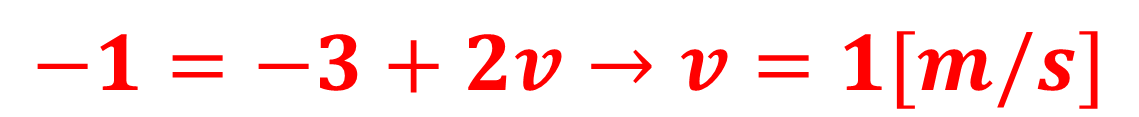 −1 = −3 + 2v → v = 1[m/s]